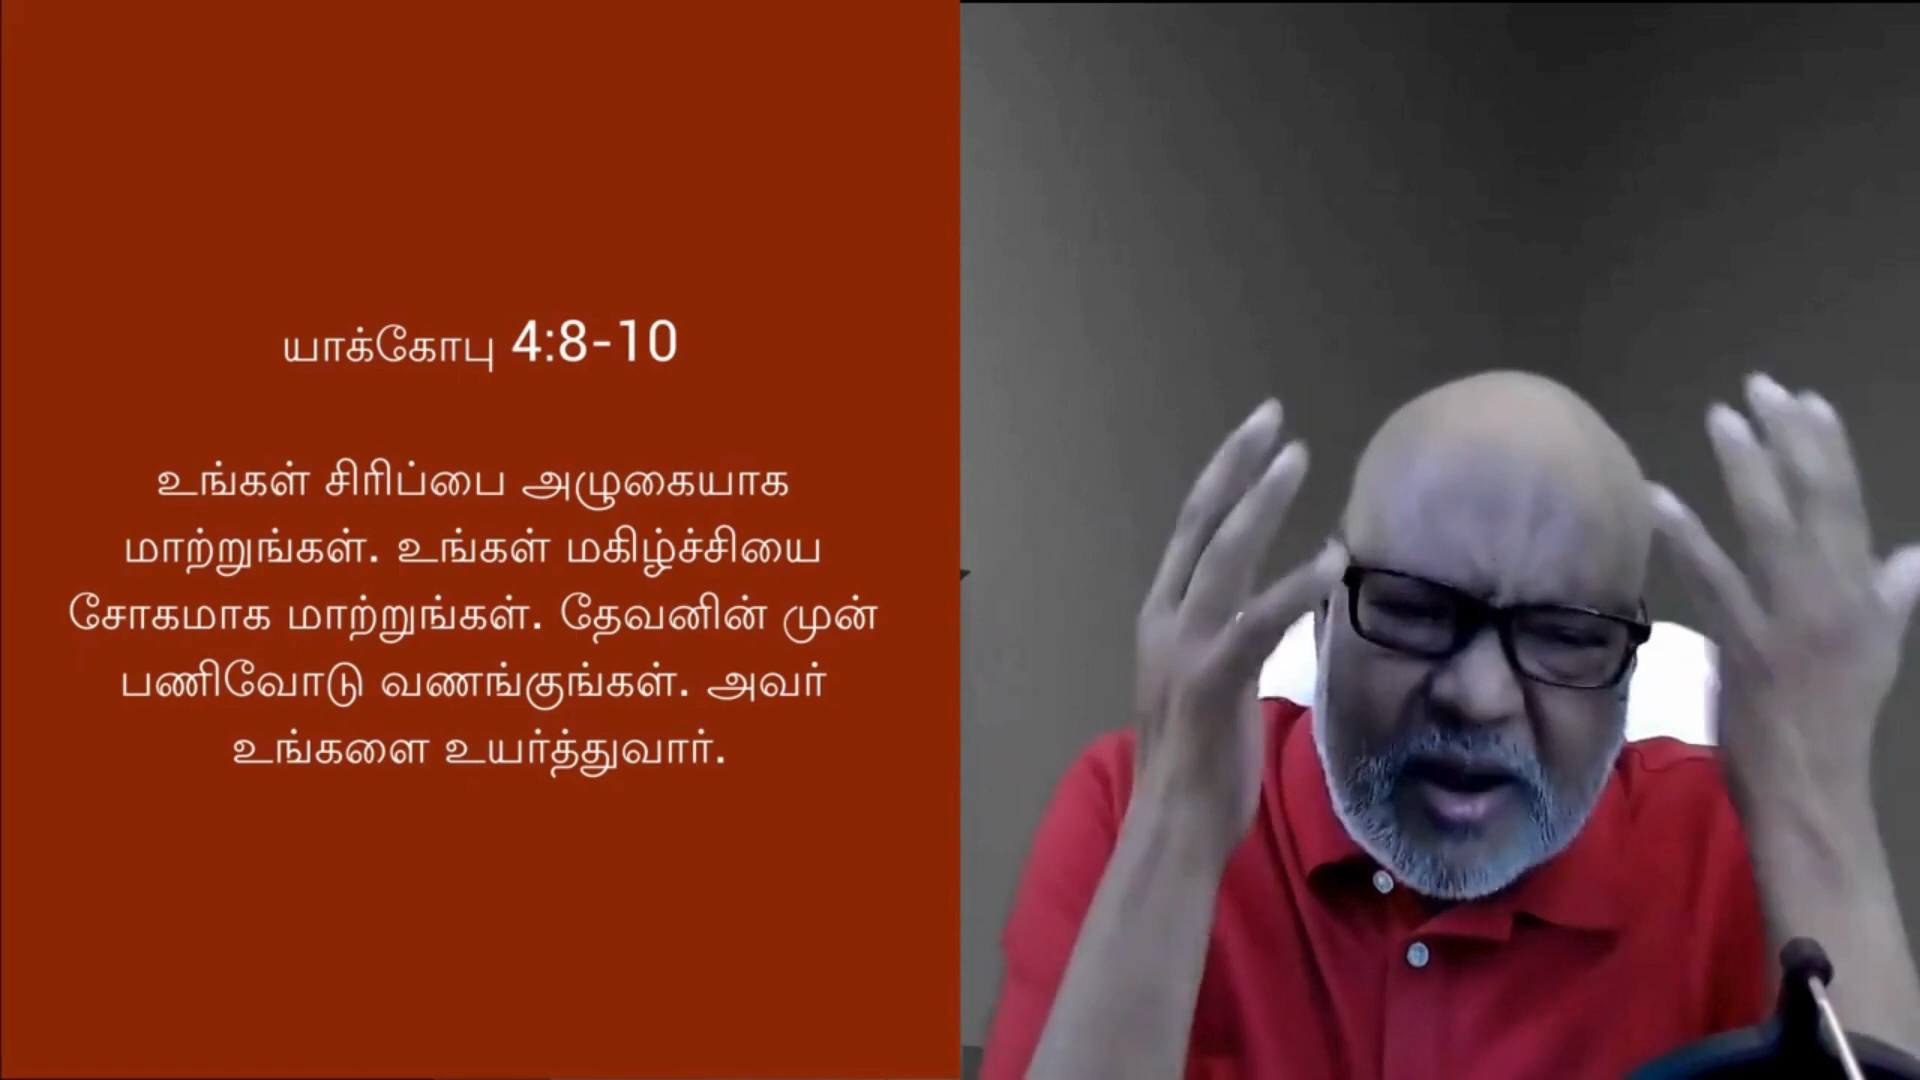 யாக்கோபு 4:8-10
உங்கள் சிரிப்பை அழுகையாக
மாற்றுங்கள். உங்கள் மகிழ்ச்சியை
சோகமாக மாற்றுங்கள். தேவனின் முன்
பணிவோடு வணங்குங்கள். அவர்
உங்களை உயர்த்துவார்.